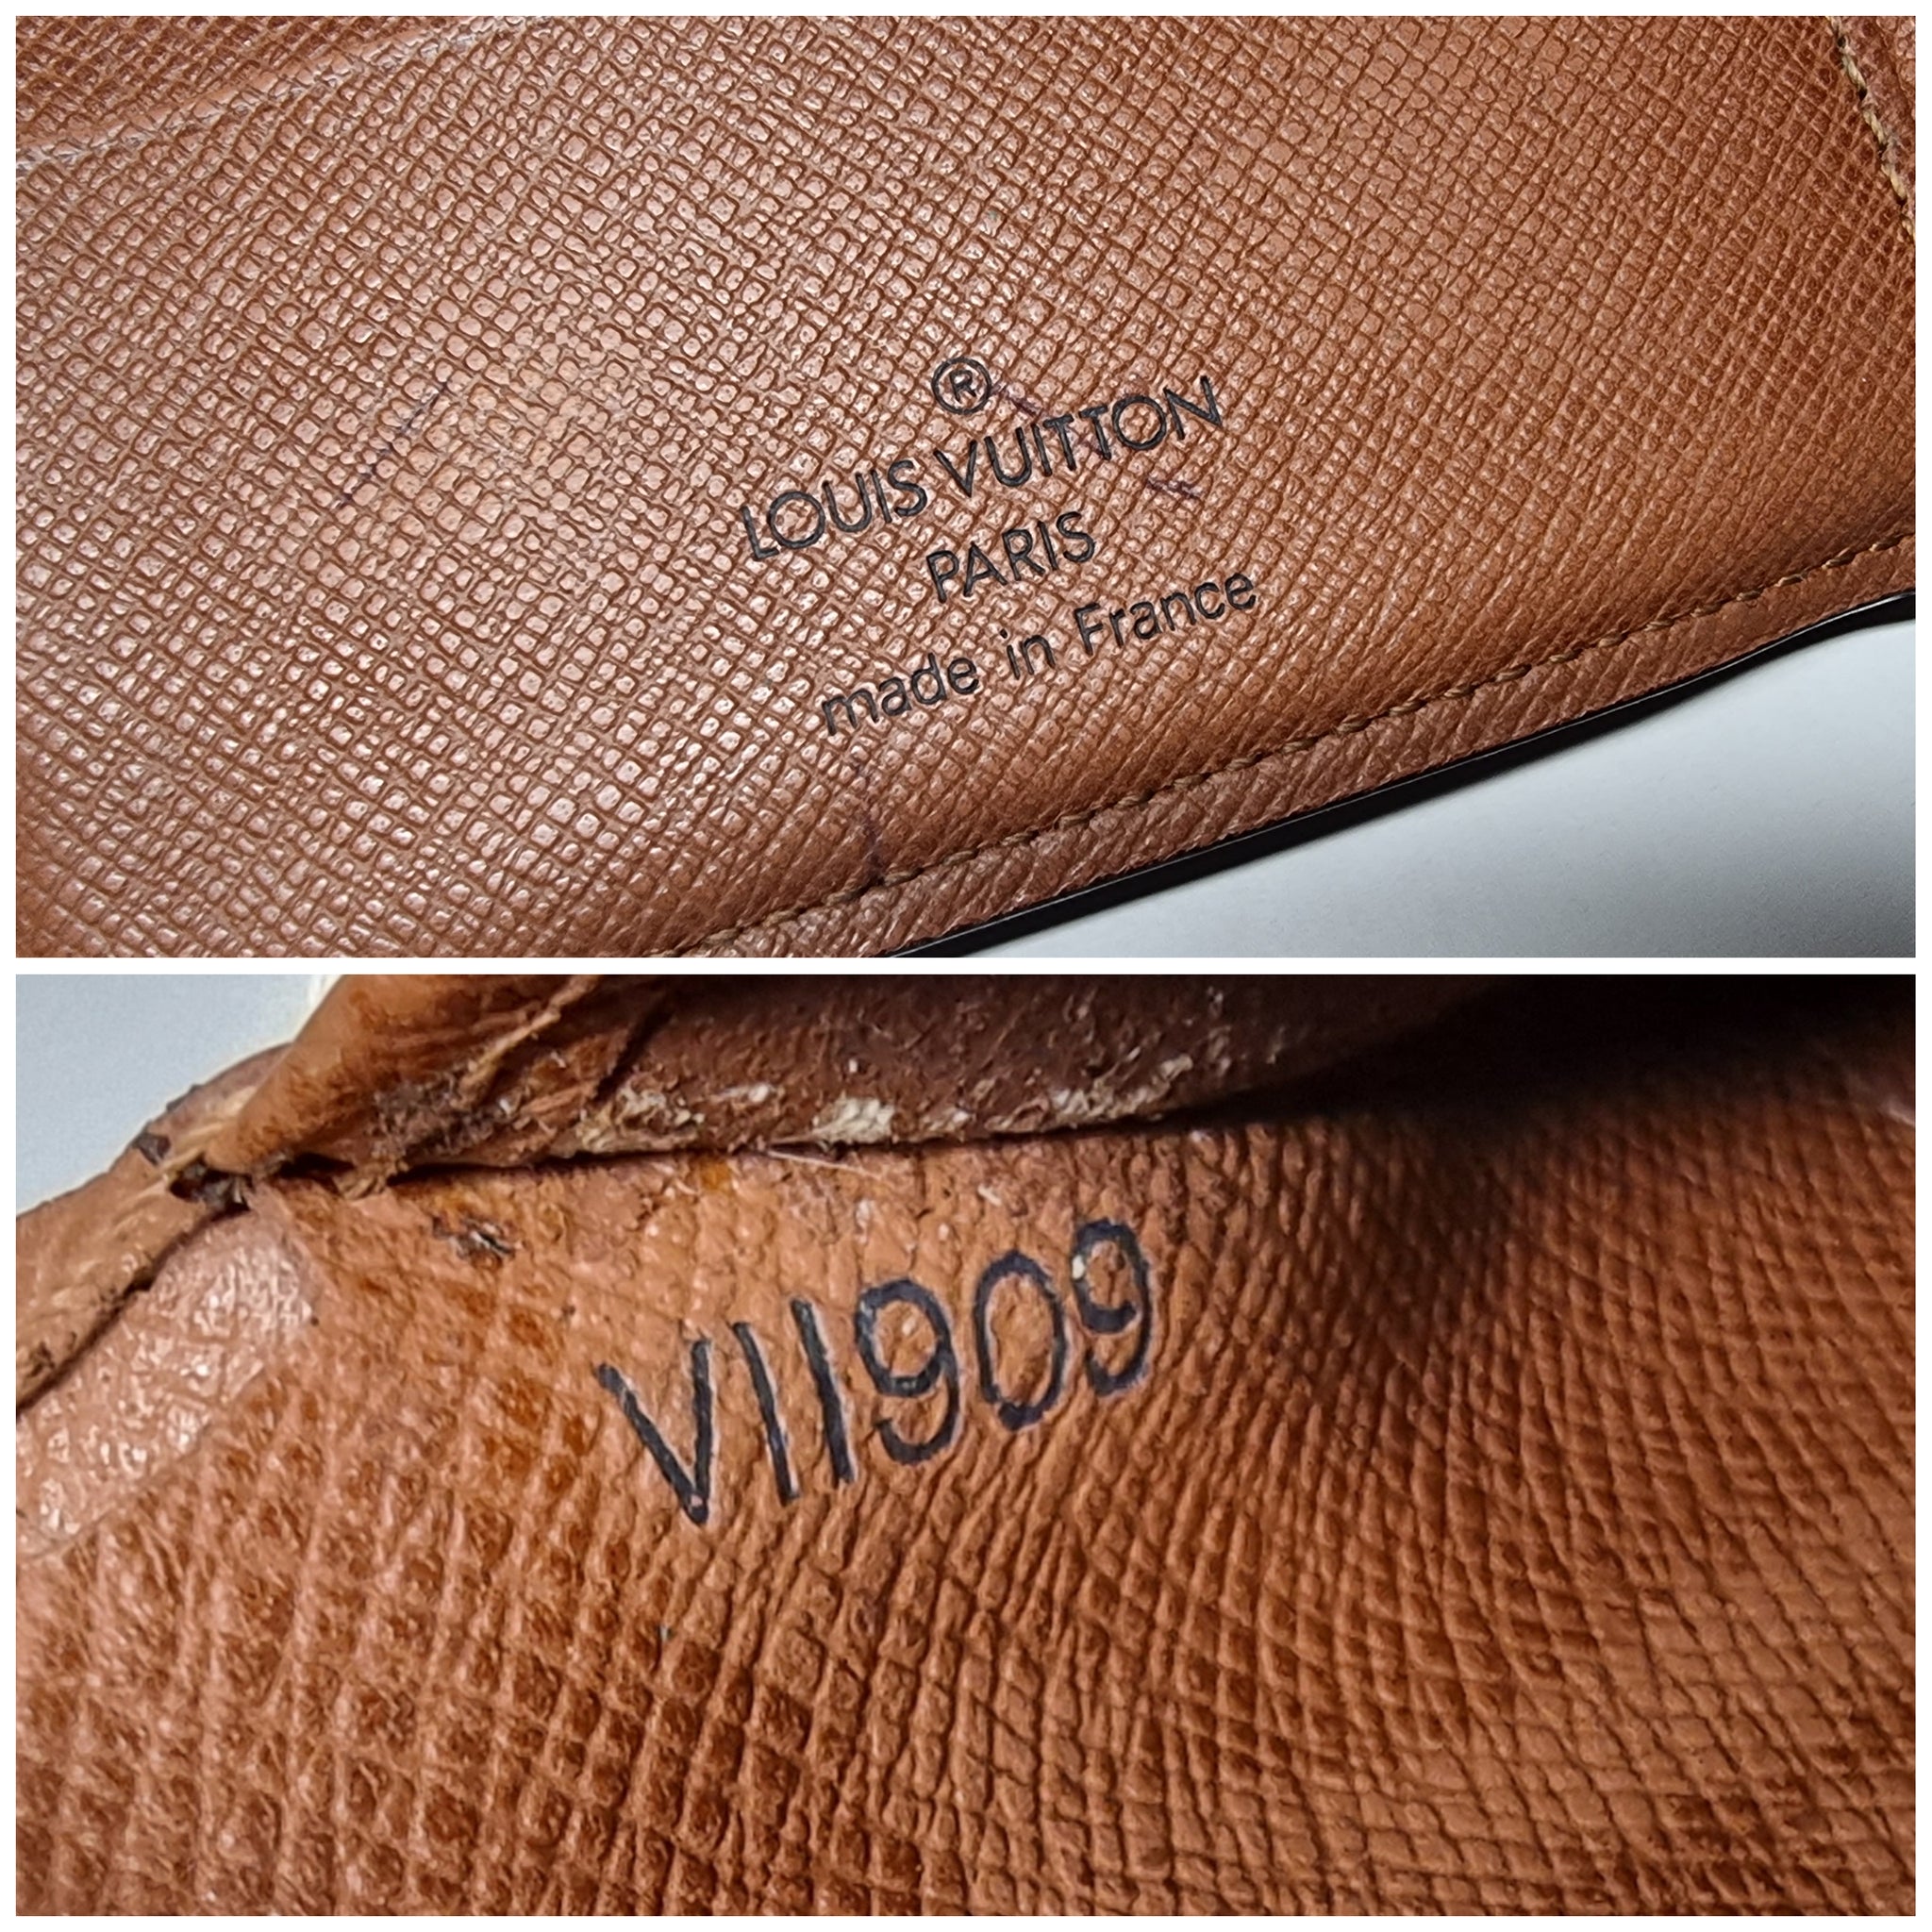 ®
LOUIS VUITTON
PARIS
made in France
VI1909